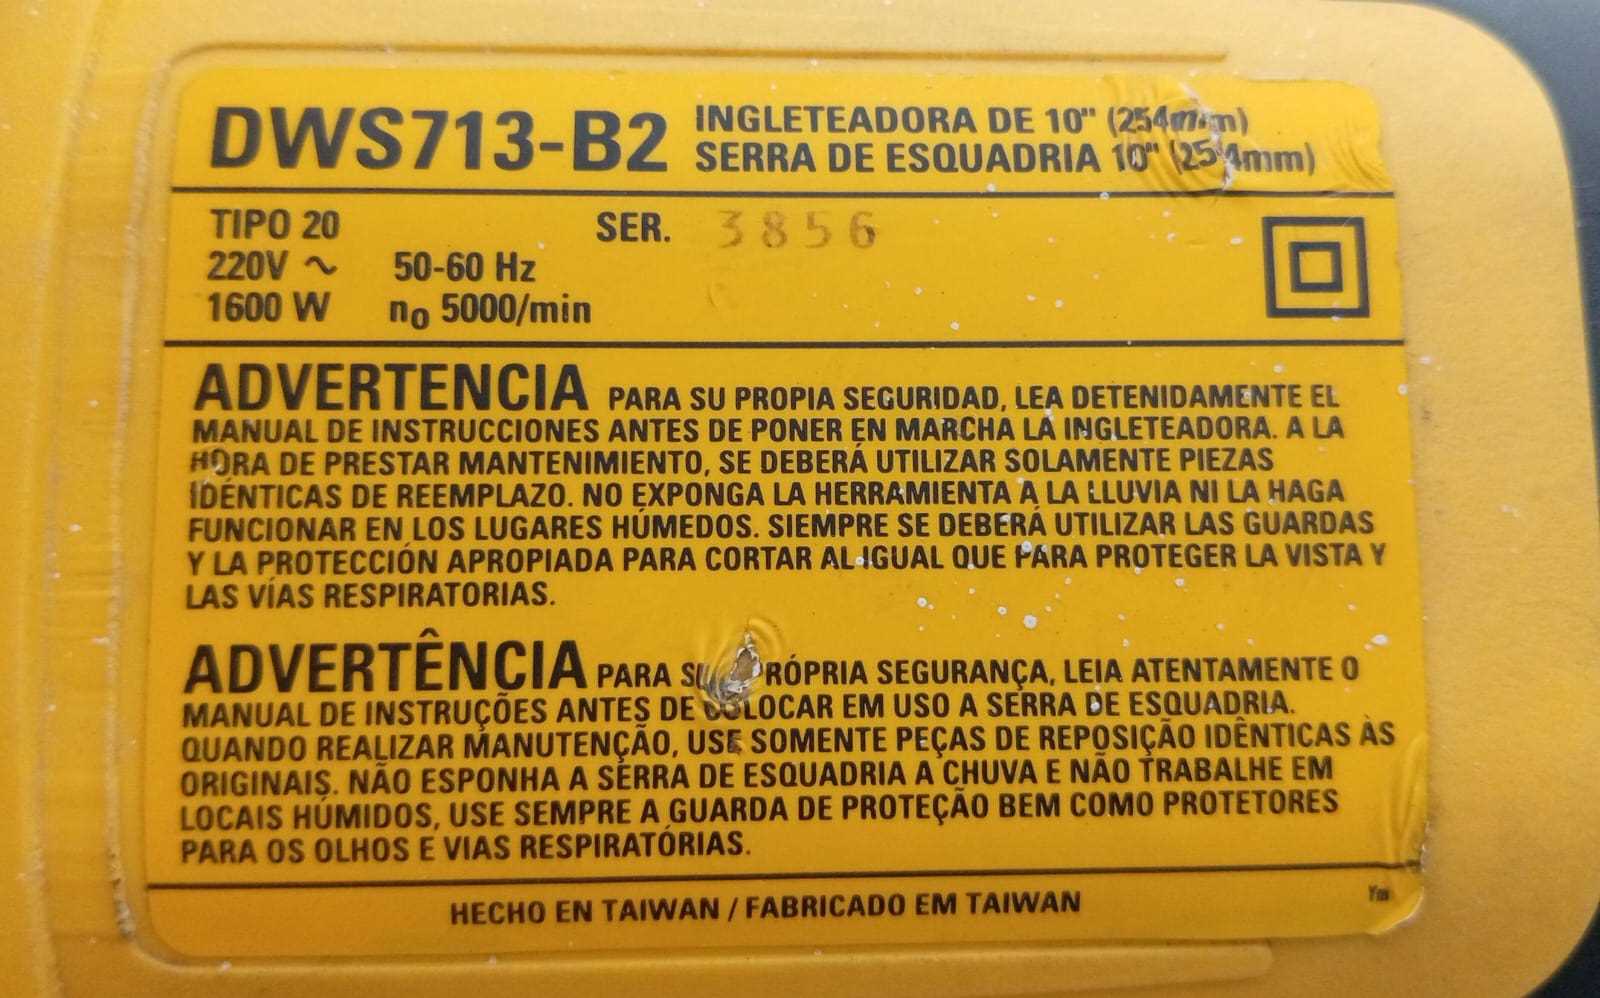 DWS713-B2 INGLETEADORA DE 10" (254mm)
SERRA DE ESQUADRIA 10" (254mm)
TIPO 20 SER. 3856
220V ~ 50-60 Hz
1600 W n₀ 5000/min
ADVERTENCIA PARA SU PROPIA SEGURIDAD, LEA DETENIDAMENTE EL
MANUAL DE INSTRUCCIONES ANTES DE PONER EN MARCHA LA INGLETEADORA. A LA
HORA DE PRESTAR MANTENIMIENTO, SE DEBERÁ UTILIZAR SOLAMENTE PIEZAS
IDÉNTICAS DE REEMPLAZO. NO EXPONGA LA HERRAMIENTA A LA LLUVIA NI LA HAGA
FUNCIONAR EN LOS LUGARES HÚMEDOS. SIEMPRE SE DEBERÁ UTILIZAR LAS GUARDAS
Y LA PROTECCIÓN APROPIADA PARA CORTAR AL IGUAL QUE PARA PROTEGER LA VISTA Y
LAS VÍAS RESPIRATORIAS.
ADVERTÊNCIA PARA SU RÓPRIA SEGURANÇA, LEIA ATENTAMENTE O
MANUAL DE INSTRUÇÕES ANTES DE COLOCAR EM USO A SERRA DE ESQUADRIA.
QUANDO REALIZAR MANUTENÇÃO, USE SOMENTE PEÇAS DE REPOSIÇÃO IDÊNTICAS ÀS
ORIGINAIS. NÃO ESPONHA A SERRA DE ESQUADRIA A CHUVA E NÃO TRABALHE EM
LOCAIS HÚMIDOS, USE SEMPRE A GUARDA DE PROTEÇÃO BEM COMO PROTETORES
PARA OS OLHOS E VIAS RESPIRATÓRIAS.
HECHO EN TAIWAN / FABRICADO EM TAIWAN